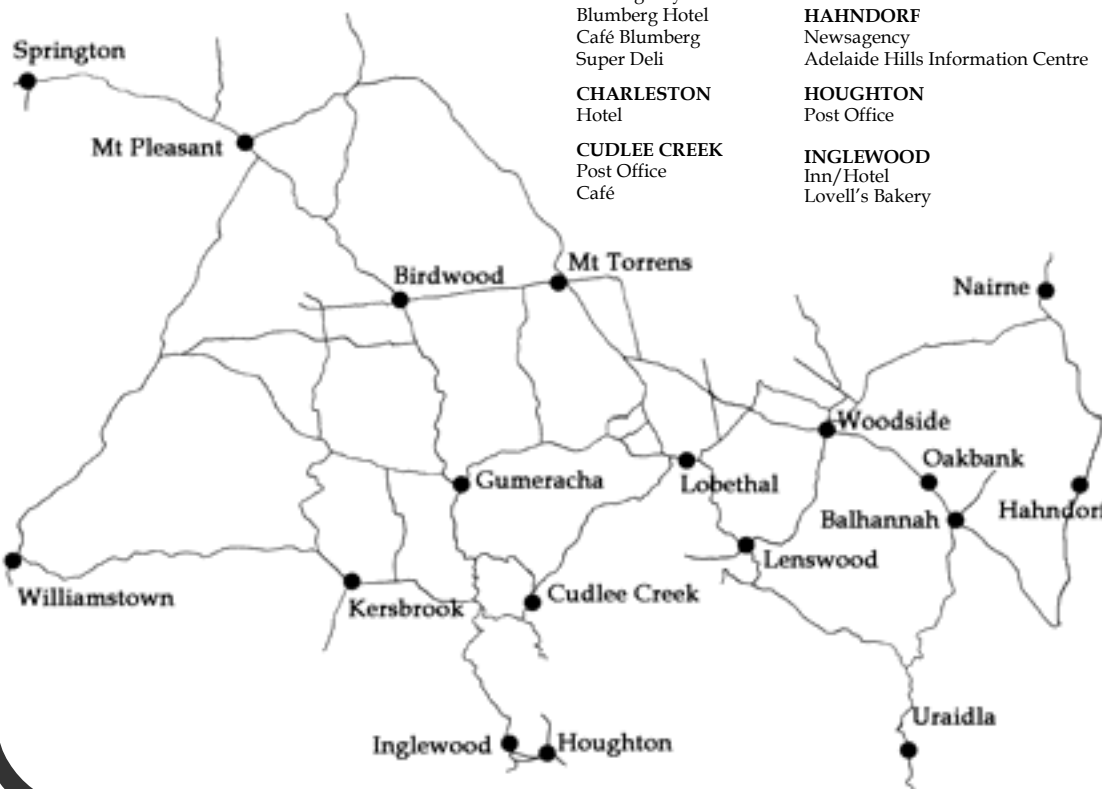 Blumberg Hotel
Café Blumberg
Super Deli
CHARLESTON
Hotel
CUDLEE CREEK
Post Office
Café
HAHNDORF
Newsagency
Adelaide Hills Information Centre
HOUGHTON
Post Office
INGLEWOOD
Inn/Hotel
Lovell's Bakery
Springton
Mt Pleasant
Birdwood
Mt Torrens
Nairne
Woodside
Oakbank
Gumeracha
Lobethal
Hahndorf
Balhannah
Lenswood
Williamstown
Kersbrook
Cudlee Creek
Uraidla
Inglewood
Houghton